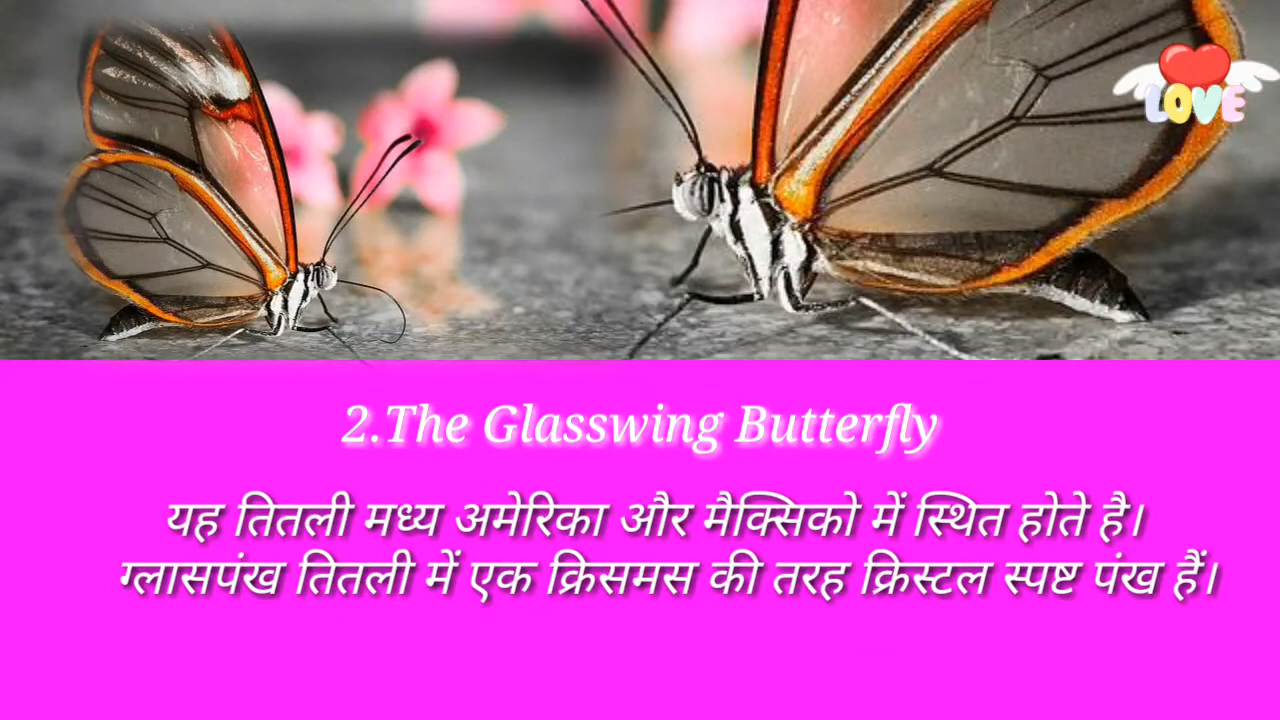 LOVE
2.The Glasswing Butterfly
यह तितली मध्य अमेरिका और मैक्सिको में स्थित होते है।
ग्लासपंख तितली में एक क्रिसमस की तरह क्रिस्टल स्पष्ट पंख हैं।